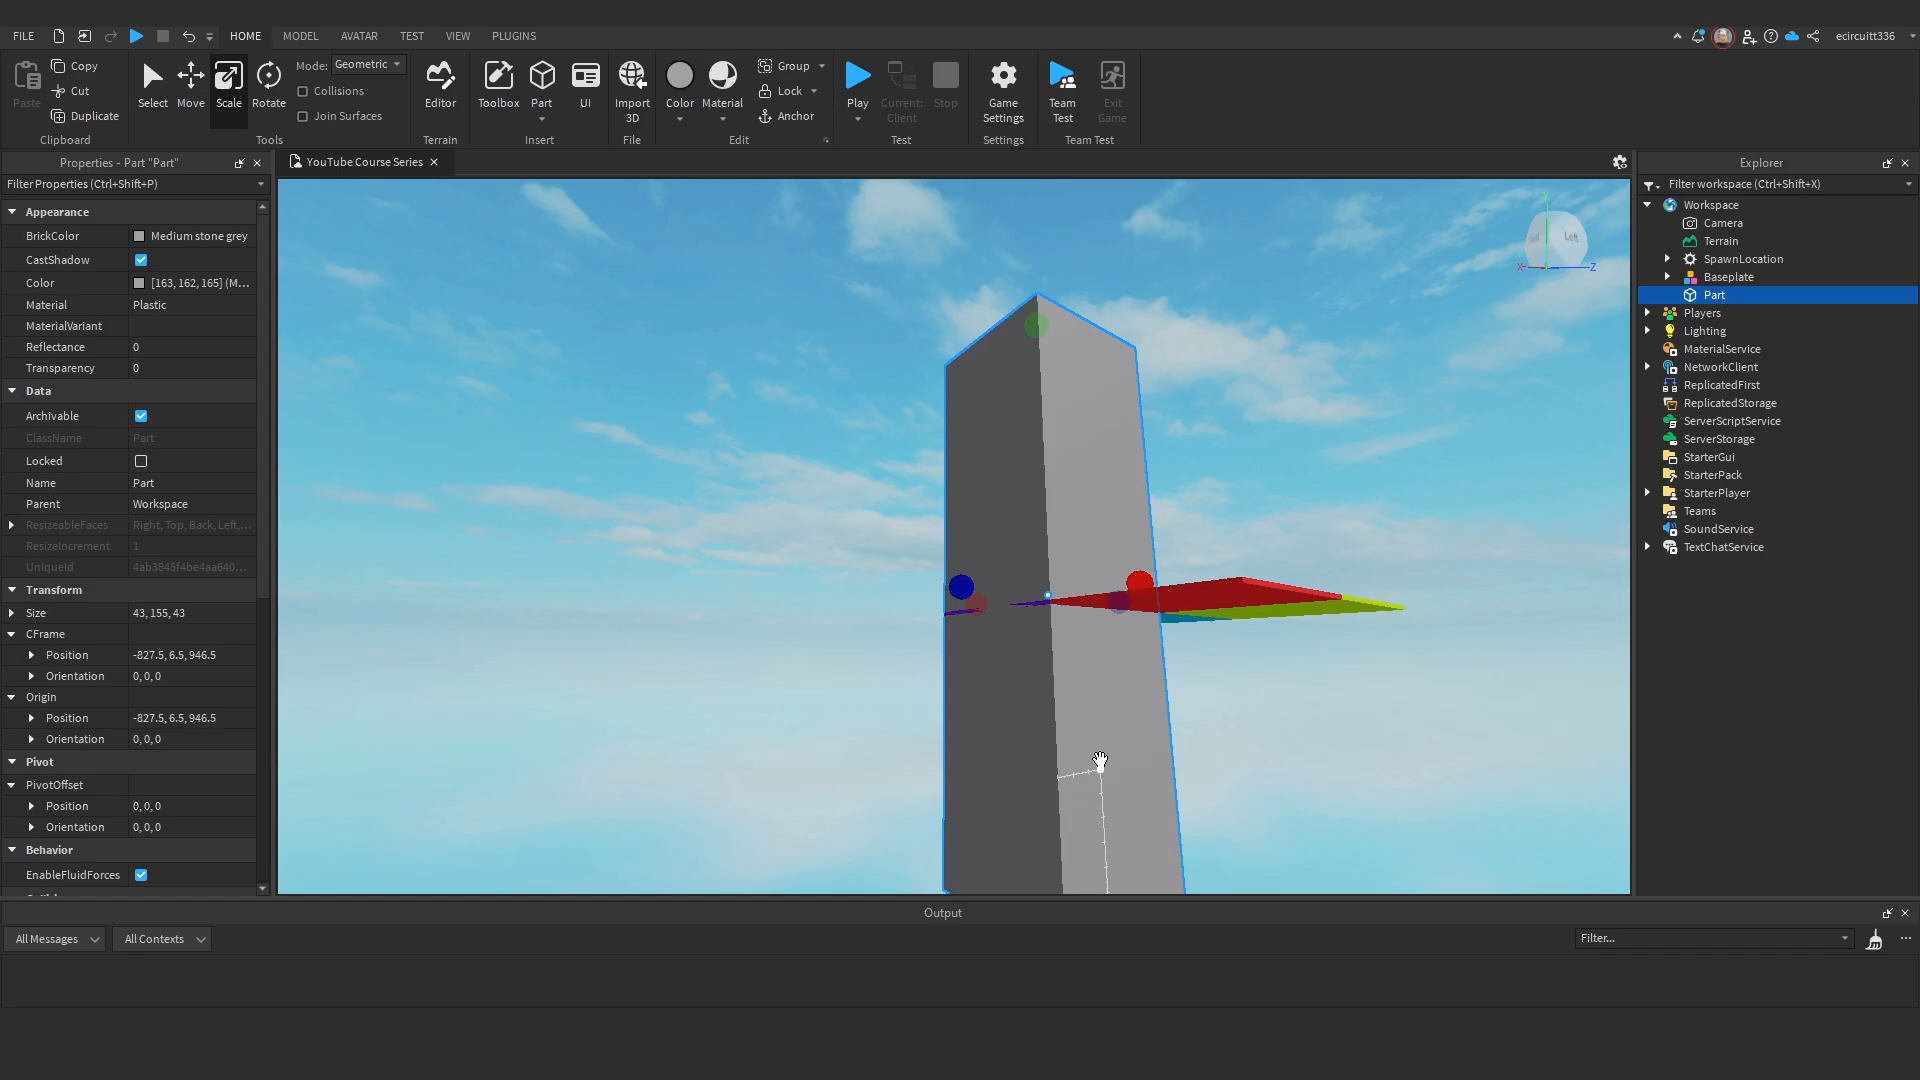 FILE HOME MODEL AVATAR TEST VIEW PLUGINS ecircuitt336
Copy Mode: Geometric Group
Cut Collisions Lock
Paste Select Move Scale Rotate Editor Toolbox Part UI Import 3D Color Material Play Current: Client Stop Game Settings Team Test Exit Game
Duplicate Join Surfaces Anchor
Clipboard Tools Terrain Insert File Edit Test Settings Team Test
Properties - Part "Part"
Filter Properties (Ctrl+Shift+P)
Appearance
BrickColor Medium stone grey
CastShadow
Color [163, 162, 165] (M...
Material Plastic
MaterialVariant
Reflectance 0
Transparency 0
Data
Archivable
ClassName Part
Locked
Name Part
Parent Workspace
ResizeableFaces Right, Top, Back, Left,...
ResizeIncrement 1
UniqueId 4ab3845f4be4aa640...
Transform
Size 43, 155, 43
CFrame
Position -827.5, 6.5, 946.5
Orientation 0, 0, 0
Origin
Position -827.5, 6.5, 946.5
Orientation 0, 0, 0
Pivot
PivotOffset
Position 0, 0, 0
Orientation 0, 0, 0
Behavior
EnableFluidForces
YouTube Course Series
Y
Left
X Z
Explorer
Filter workspace (Ctrl+Shift+X)
Workspace
Camera
Terrain
SpawnLocation
Baseplate
Part
Players
Lighting
MaterialService
NetworkClient
ReplicatedFirst
ReplicatedStorage
ServerScriptService
ServerStorage
StarterGui
StarterPack
StarterPlayer
Teams
SoundService
TextChatService
Output
All Messages All Contexts Filter...